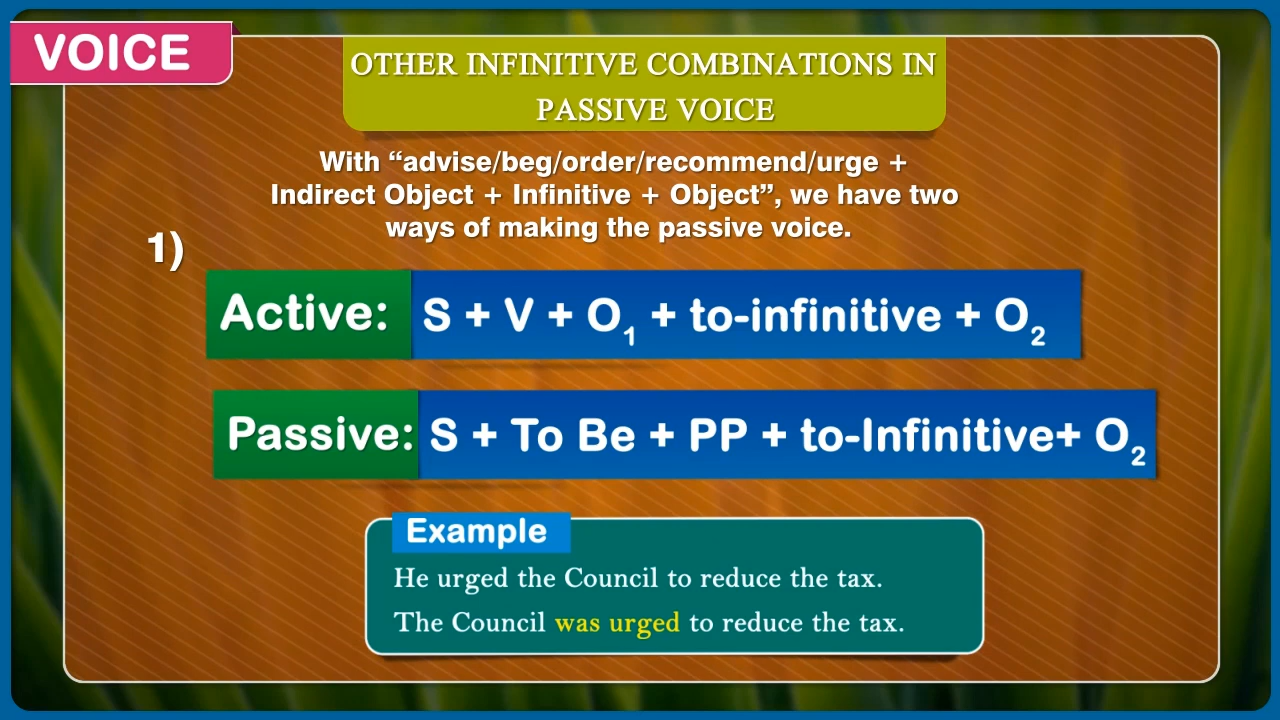 VOICE
OTHER INFINITIVE COMBINATIONS IN
PASSIVE VOICE
With “advise/beg/order/recommend/urge +
Indirect Object + Infinitive + Object”, we have two
ways of making the passive voice.
1)
Active: S + V + O₁ + to-infinitive + O₂
Passive: S + To Be + PP + to-Infinitive+ O₂
Example
He urged the Council to reduce the tax.
The Council was urged to reduce the tax.